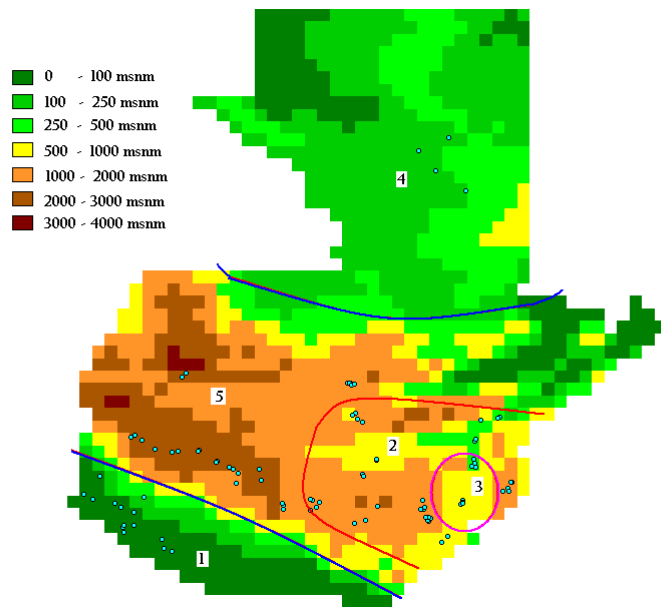 0 - 100 msnm
100 - 250 msnm
250 - 500 msnm
500 - 1000 msnm
1000 - 2000 msnm
2000 - 3000 msnm
3000 - 4000 msnm
4
5
2
3
1